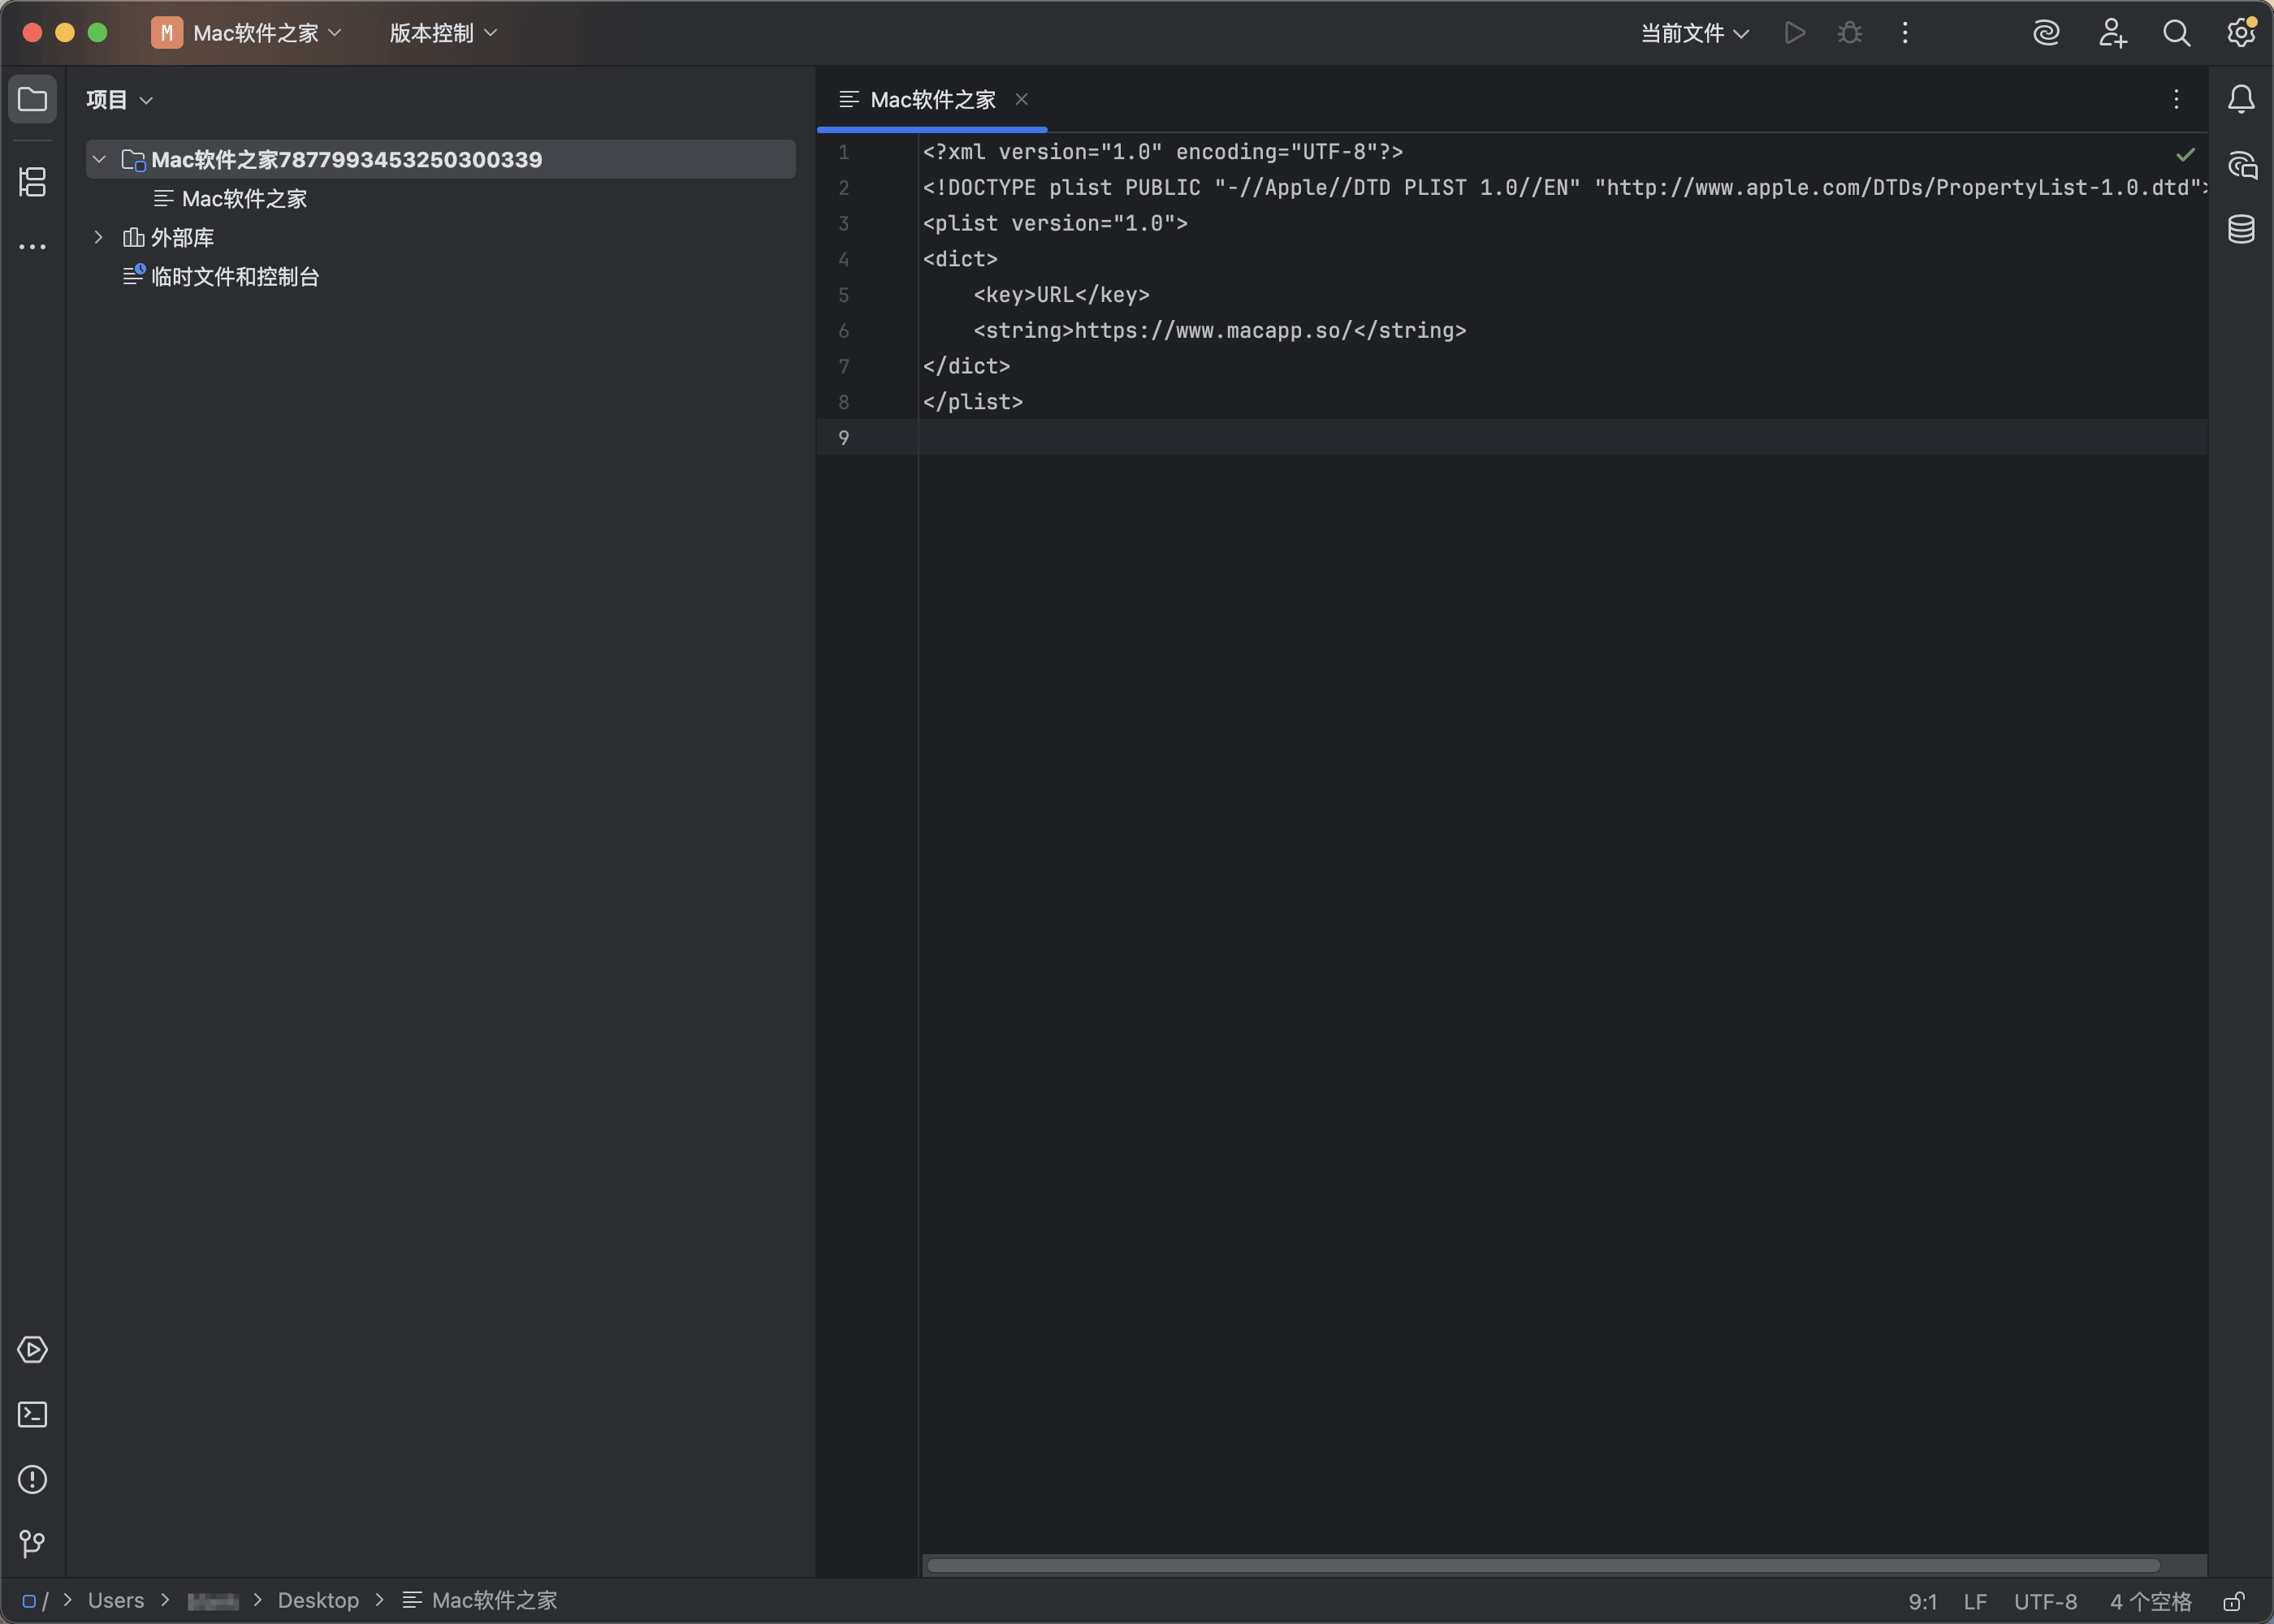 M Mac软件之家 版本控制 当前文件
项目
Mac软件之家7877993453250300339
Mac软件之家
外部库
临时文件和控制台
Mac软件之家
1 <?xml version="1.0" encoding="UTF-8"?>
2 <!DOCTYPE plist PUBLIC "-//Apple//DTD PLIST 1.0//EN" "http://www.apple.com/DTDs/PropertyList-1.0.dtd">
3 <plist version="1.0">
4 <dict>
5 <key>URL</key>
6 <string>https://www.macapp.so/</string>
7 </dict>
8 </plist>
9
/ > Users > > Desktop > Mac软件之家 9:1 LF UTF-8 4 个空格